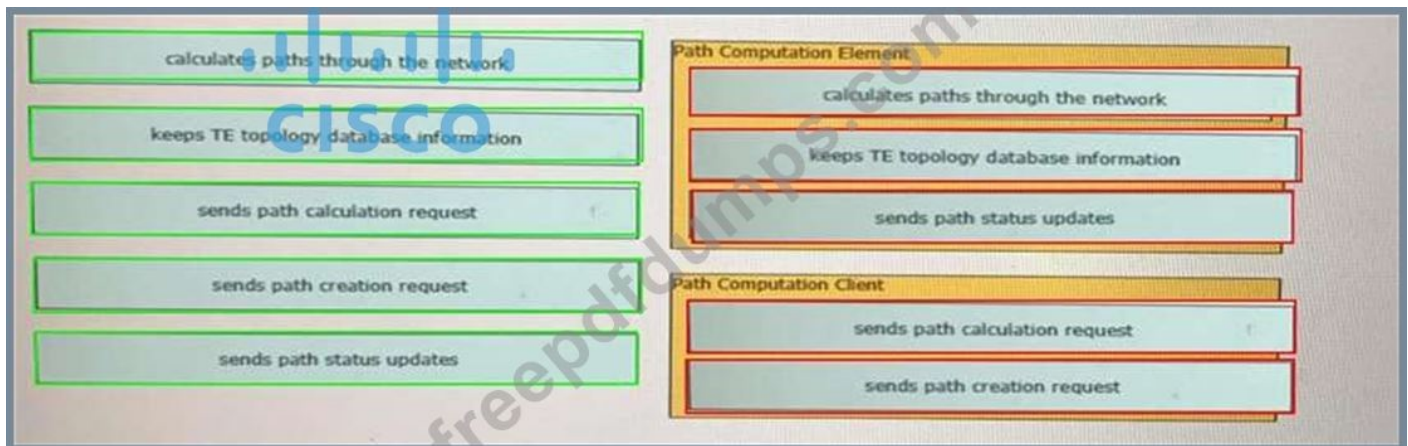 calculates paths through the network
CISCO
keeps TE topology database information
sends path calculation request
sends path creation request
sends path status updates
Path Computation Element
calculates paths through the network
keeps TE topology database information
sends path status updates
Path Computation Client
sends path calculation request
sends path creation request
freepdfdumps.com